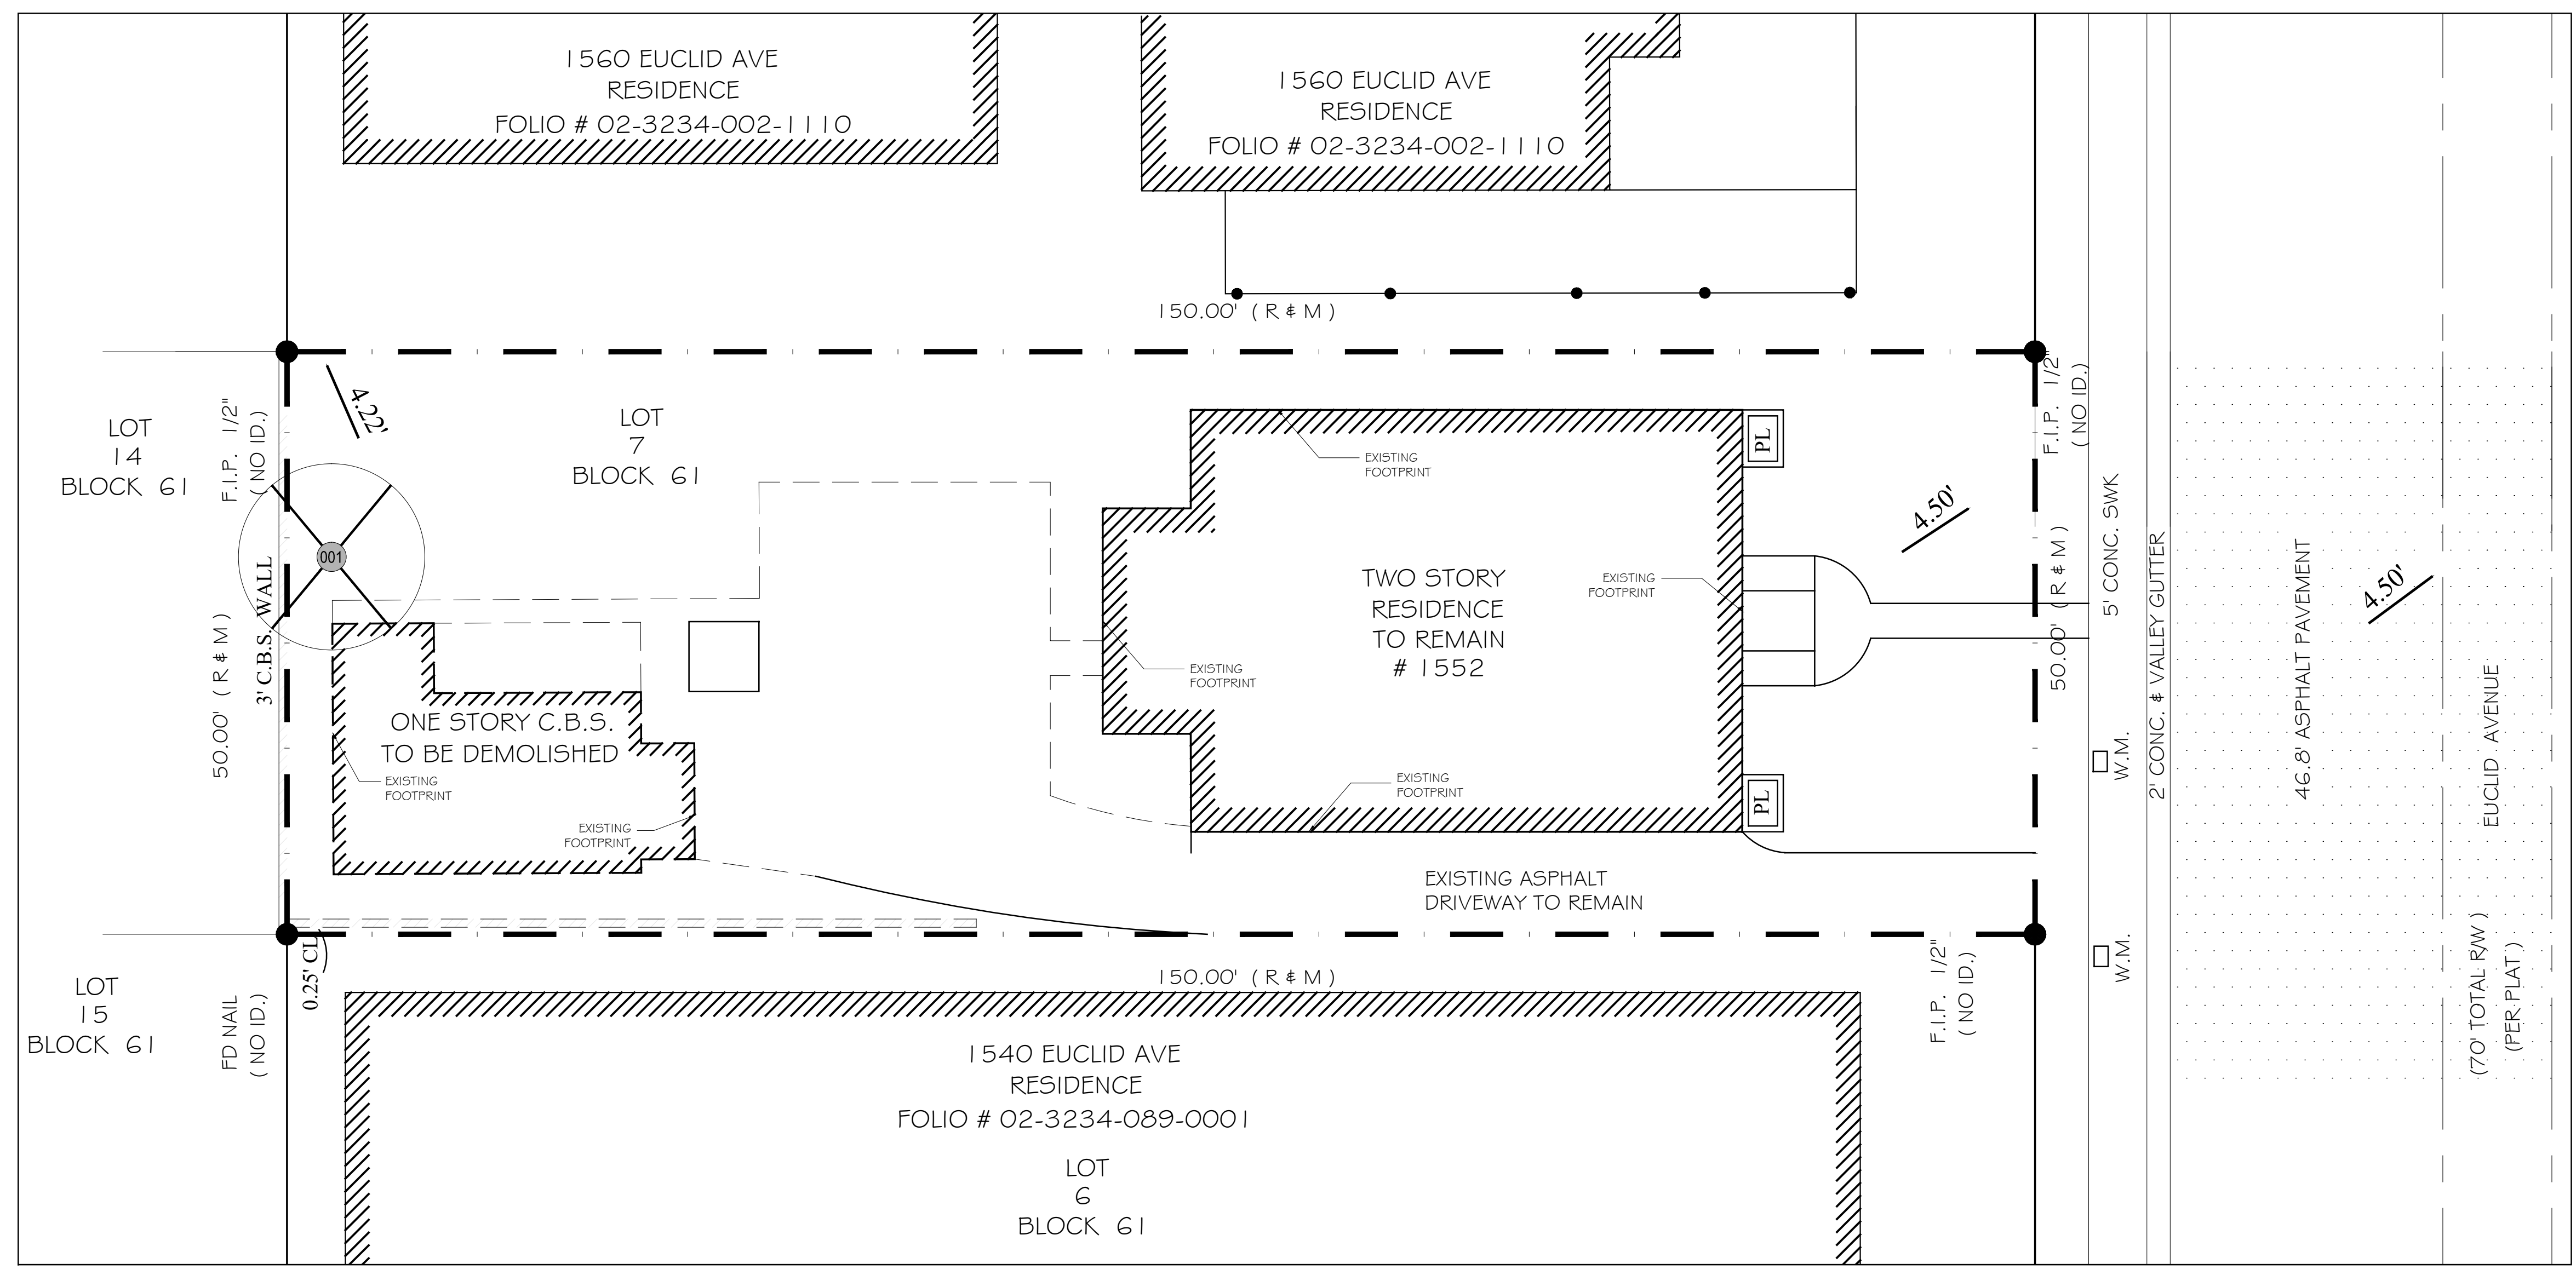 1560 EUCLID AVE
RESIDENCE
FOLIO # 02-3234-002-1110
1560 EUCLID AVE
RESIDENCE
FOLIO # 02-3234-002-1110
150.00' ( R & M )
LOT
14
BLOCK 61
F.I.P. 1/2"
( NO ID.)
4.22'
LOT
7
BLOCK 61
001
3' C.B.S. WALL
50.00' ( R & M )
ONE STORY C.B.S.
TO BE DEMOLISHED
EXISTING
FOOTPRINT
EXISTING
FOOTPRINT
EXISTING
FOOTPRINT
EXISTING
FOOTPRINT
TWO STORY
RESIDENCE
TO REMAIN
# 1552
EXISTING
FOOTPRINT
EXISTING
FOOTPRINT
PL
PL
4.50'
F.I.P. 1/2"
( NO ID.)
50.00' ( R & M )
5' CONC. SWK
W.M.
W.M.
2' CONC. & VALLEY GUTTER
46.8' ASPHALT PAVEMENT
4.50'
EUCLID AVENUE
(70' TOTAL R/W )
(PER PLAT )
EXISTING ASPHALT
DRIVEWAY TO REMAIN
0.25' CL.
LOT
15
BLOCK 61
FD NAIL
( NO ID.)
150.00' ( R & M )
F.I.P. 1/2"
( NO ID.)
1540 EUCLID AVE
RESIDENCE
FOLIO # 02-3234-089-0001
LOT
6
BLOCK 61